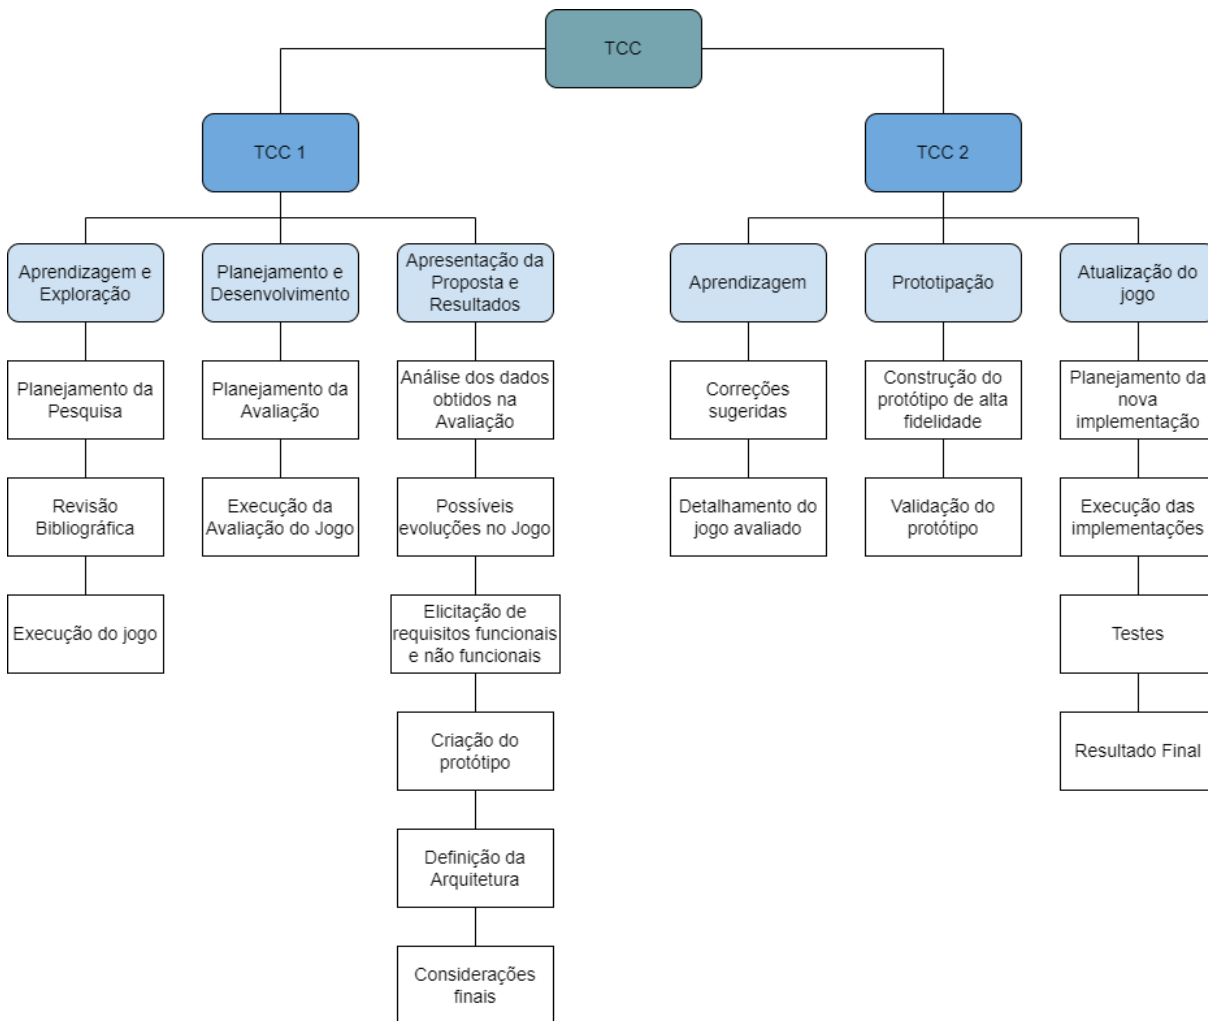 TCC
TCC 1
TCC 2
Aprendizagem e
Exploração
Planejamento e
Desenvolvimento
Apresentação da
Proposta e
Resultados
Aprendizagem
Prototipação
Atualização do
jogo
Planejamento da
Pesquisa
Planejamento da
Avaliação
Análise dos dados
obtidos na
Avaliação
Correções
sugeridas
Construção do
protótipo de alta
fidelidade
Planejamento da
nova
implementação
Revisão
Bibliográfica
Execução da
Avaliação do Jogo
Possíveis
evoluções no Jogo
Detalhamento do
jogo avaliado
Validação do
protótipo
Execução das
implementações
Execução do jogo
Elicitação de
requisitos funcionais
e não funcionais
Testes
Criação do
protótipo
Resultado Final
Definição da
Arquitetura
Considerações
finais